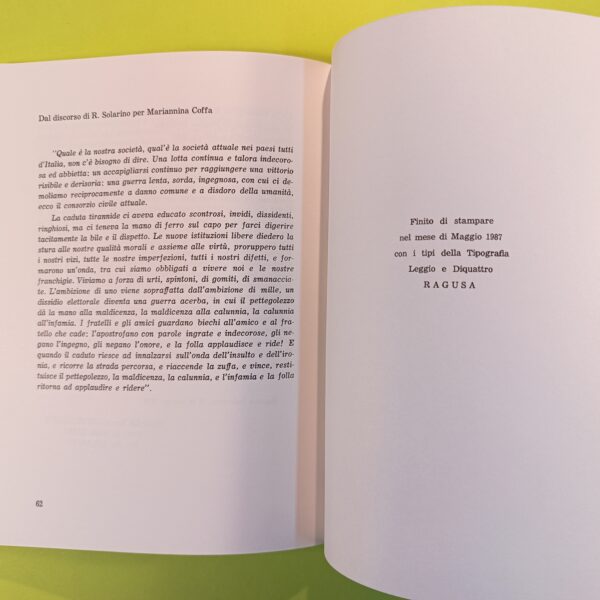 Dal discorso di R. Solarino per Mariannina Coffa
"Quale é la nostra società, qual'è la società attuale nei paesi tutti
d'Italia, non c'è bisogno di dire. Una lotta continua e talora indecoro-
sa ed abbietta: un accapigliarsi continuo per raggiungere una vittorio
risibile e derisoria: una guerra lenta, sorda, ingegnosa, con cui ci de-
moliamo reciprocamente a danno comune e a disdoro della umanità,
ecco il consorzio civile attuale.
La caduta tirannide ci aveva educato scontrosi, invidi, dissidenti,
ringhiosi, ma ci teneva la mano di ferro sul capo per farci digerire
tacitamente la bile e il dispetto. Le nuove istituzioni libere diedero la
stura alle nostre qualità morali e assieme alle virtù, proruppero tutti
i nostri vizi, tutte le nostre imperfezioni, tutti i nostri difetti, e for-
marono un'onda, tra cui siamo obbligati a vivere noi e le nostre
franchigie. Viviamo a forza di urti, spintoni, di gomiti, di smanaccia-
te. L'ambizione di uno viene sopraffatta dall'ambizione di mille, un
dissidio elettorale diventa una guerra acerba, in cui il pettegolezzo
dà la mano alla maldicenza, la maldicenza alla calunnia, la calunnia
all'infamia. I fratelli e gli amici guardano biechi all'amico e al fra-
tello che cade: l'apostrofano con parole ingrate e indecorose, gli ne-
gano l'ingegno, gli negano l'onore, e la folla applaudisce e ride! E
quando il caduto riesce ad innalzarsi sull'onda dell'insulto e dell'iro-
nia, e ricorre la strada percorsa, e riaccende la zuffa, e vince, resti-
tuisce il pettegolezzo, la maldicenza, la calunnia, e l'infamia e la folla
ritorna ad applaudire e ridere".
62
Finito di stampare
nel mese di Maggio 1987
con i tipi della Tipografia
Leggio e Diquattro
RAGUSA